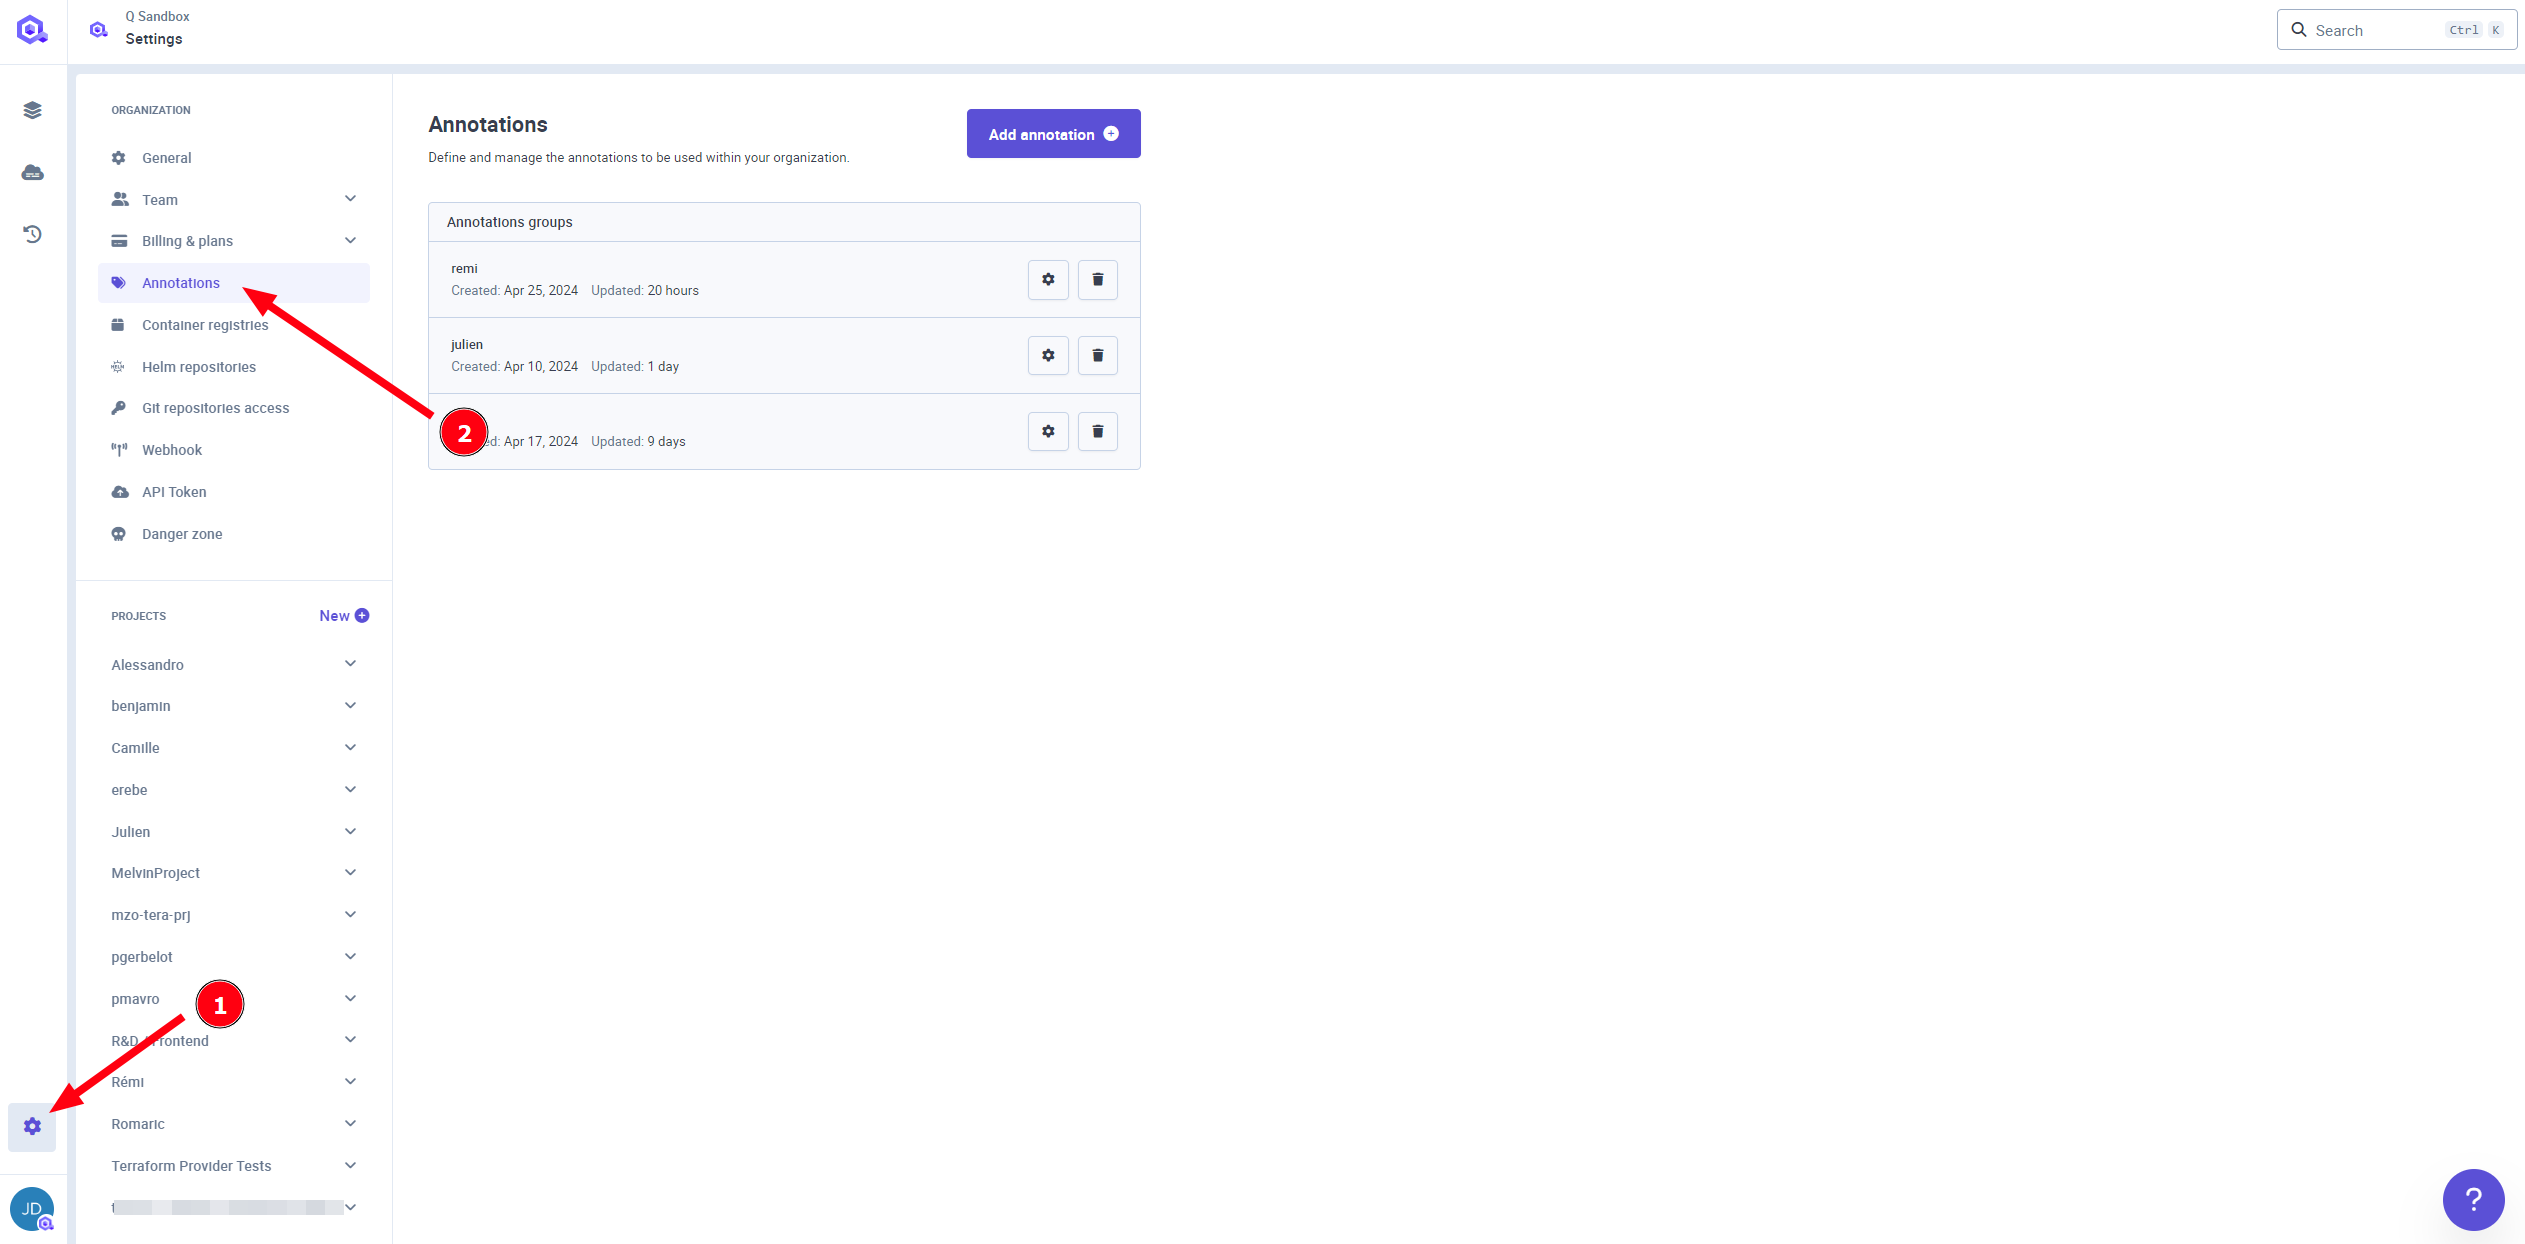 Q Sandbox
Settings
Search Ctrl K
ORGANIZATION
General
Team
Billing & plans
Annotations
Container registries
Helm repositories
Git repositories access
Webhook
API Token
Danger zone
PROJECTS New
Alessandro
benjamin
Camille
erebe
Julien
MelvinProject
mzo-tera-prj
pgerbelot
pmavro
1
R&D Frontend
Rémi
Romaric
Terraform Provider Tests
JD
Annotations
Add annotation
Define and manage the annotations to be used within your organization.
Annotations groups
remi
Created: Apr 25, 2024 Updated: 20 hours
julien
Created: Apr 10, 2024 Updated: 1 day
2
Apr 17, 2024 Updated: 9 days
?